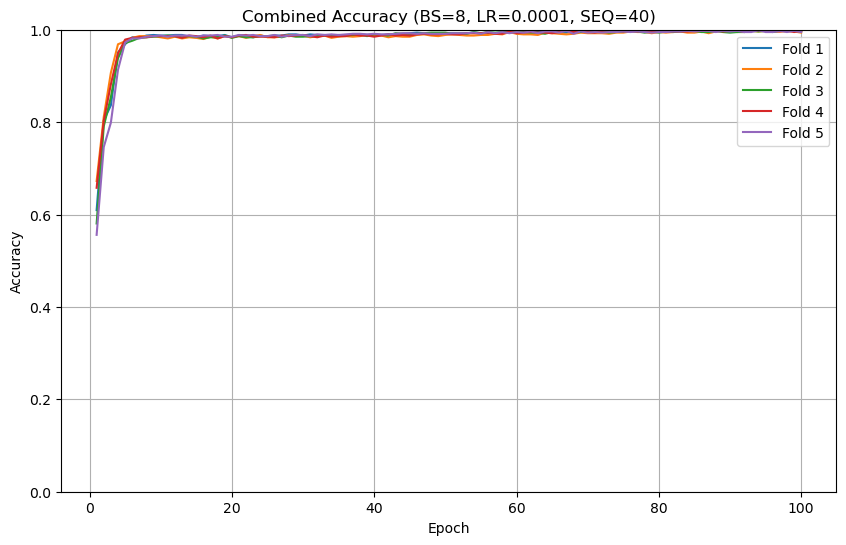 Combined Accuracy (BS=8, LR=0.0001, SEQ=40)
1.0
0.8
0.6
0.4
0.2
0.0
Accuracy
Fold 1
Fold 2
Fold 3
Fold 4
Fold 5
0 20 40 60 80 100
Epoch